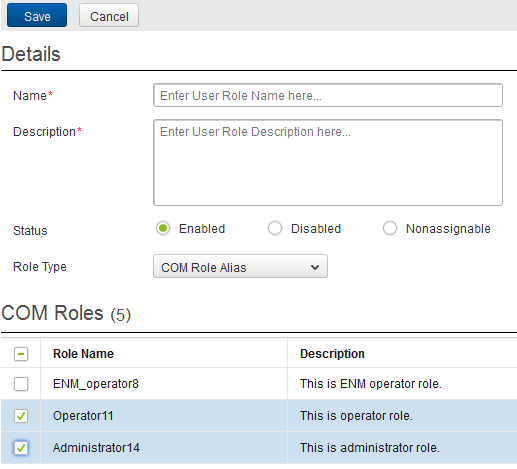 Save Cancel
Details
Name* Enter User Role Name here...
Description* Enter User Role Description here...
Status Enabled Disabled Nonassignable
Role Type COM Role Alias
COM Roles (5)
Role Name Description
ENM_operator8 This is ENM operator role.
Operator11 This is operator role.
Administrator14 This is administrator role.